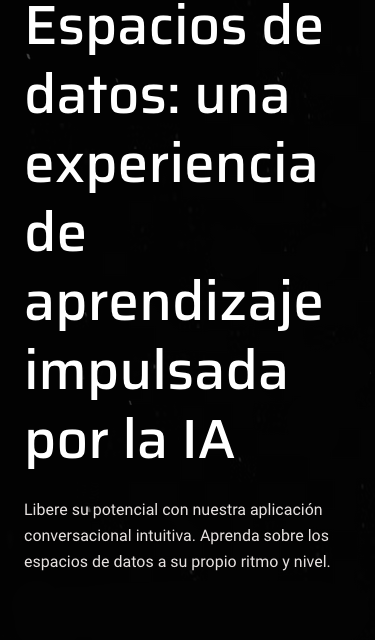 Espacios de
datos: una
experiencia
de
aprendizaje
impulsada
por la IA
Libere su potencial con nuestra aplicación
conversacional intuitiva. Aprenda sobre los
espacios de datos a su propio ritmo y nivel.